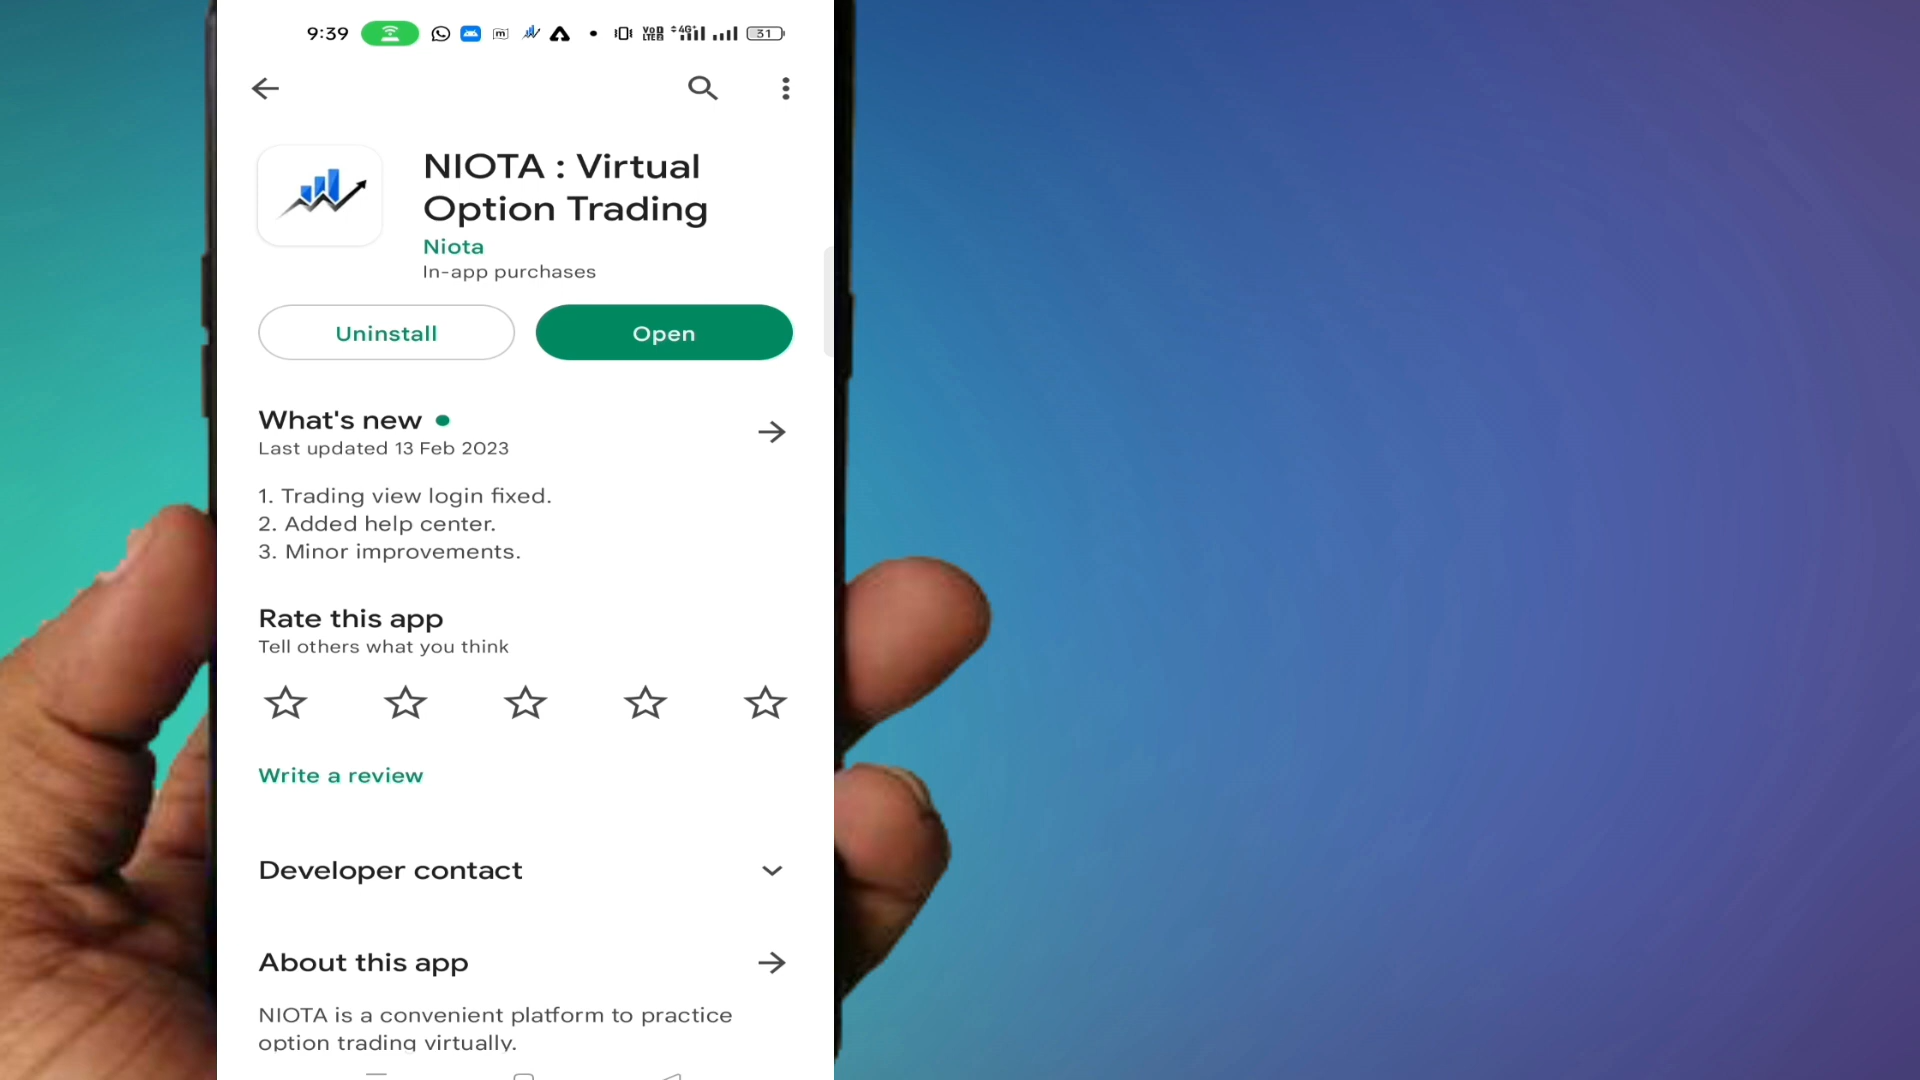 9:39
31
NIOTA : Virtual
Option Trading
Niota
In-app purchases
Uninstall
Open
What's new
Last updated 13 Feb 2023
1. Trading view login fixed.
2. Added help center.
3. Minor improvements.
Rate this app
Tell others what you think
Write a review
Developer contact
About this app
NIOTA is a convenient platform to practice
option trading virtually.